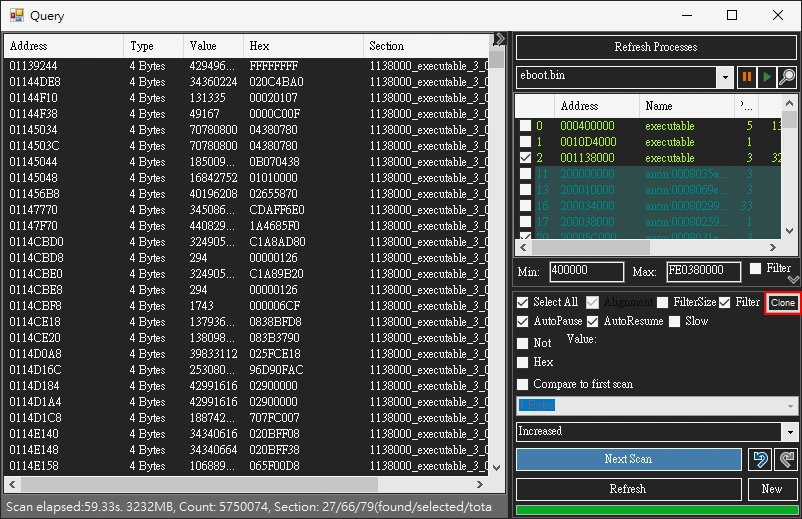 Query
Address Type Value Hex Section
01139244 4 Bytes 429496... FFFFFFFF 1138000_executable_3_0
01144DE8 4 Bytes 34360224 020C4BA0 1138000_executable_3_0
01144F10 4 Bytes 131335 00020107 1138000_executable_3_0
01144F38 4 Bytes 49167 0000C00F 1138000_executable_3_0
01145034 4 Bytes 70780800 04380780 1138000_executable_3_0
0114503C 4 Bytes 70780800 04380780 1138000_executable_3_0
01145044 4 Bytes 185009... 0B070438 1138000_executable_3_0
01145048 4 Bytes 16842752 01010000 1138000_executable_3_0
011456B8 4 Bytes 40196208 02655870 1138000_executable_3_0
01147770 4 Bytes 345086... CDAFF6E0 1138000_executable_3_0
01147F70 4 Bytes 440829... 1A4685F0 1138000_executable_3_0
0114CBD0 4 Bytes 324905... C1A8AD80 1138000_executable_3_0
0114CBD8 4 Bytes 294 00000126 1138000_executable_3_0
0114CBE0 4 Bytes 324905... C1A89B20 1138000_executable_3_0
0114CBE8 4 Bytes 294 00000126 1138000_executable_3_0
0114CBF8 4 Bytes 1743 000006CF 1138000_executable_3_0
0114CE18 4 Bytes 137936... 0838BFD8 1138000_executable_3_0
0114CE20 4 Bytes 138098... 083B3790 1138000_executable_3_0
0114D0A8 4 Bytes 39833112 025FCE18 1138000_executable_3_0
0114D16C 4 Bytes 253080... 96D90FAC 1138000_executable_3_0
0114D184 4 Bytes 42991616 02900000 1138000_executable_3_0
0114D1A4 4 Bytes 42991616 02900000 1138000_executable_3_0
0114D1C8 4 Bytes 188742... 707FC007 1138000_executable_3_0
0114E140 4 Bytes 34340616 020BFF08 1138000_executable_3_0
0114E148 4 Bytes 34340664 020BFF38 1138000_executable_3_0
0114E158 4 Bytes 106889... 065F00D8 1138000_executable_3_0
Scan elapsed:59.33s. 3232MB, Count: 5750074, Section: 27/66/79(found/selected/tota
Refresh Processes
eboot.bin
Address Name
0 000400000 executable 5 13
1 0010D4000 executable 1
2 001138000 executable 3 32
11 200000000 anon:0008035a... 3
13 200010000 anon:0008069e... 3
16 200034000 anon:00080299... 33
17 200038000 anon:00080259... 1
20 20005C000 anon:0008031a... 3
Min: 400000 Max: FE0380000 Filter
Select All Alignment FilterSize Filter Clone
AutoPause AutoResume Slow
Not Value:
Hex
Compare to first scan
4 Bytes
Increased
Next Scan
Refresh New